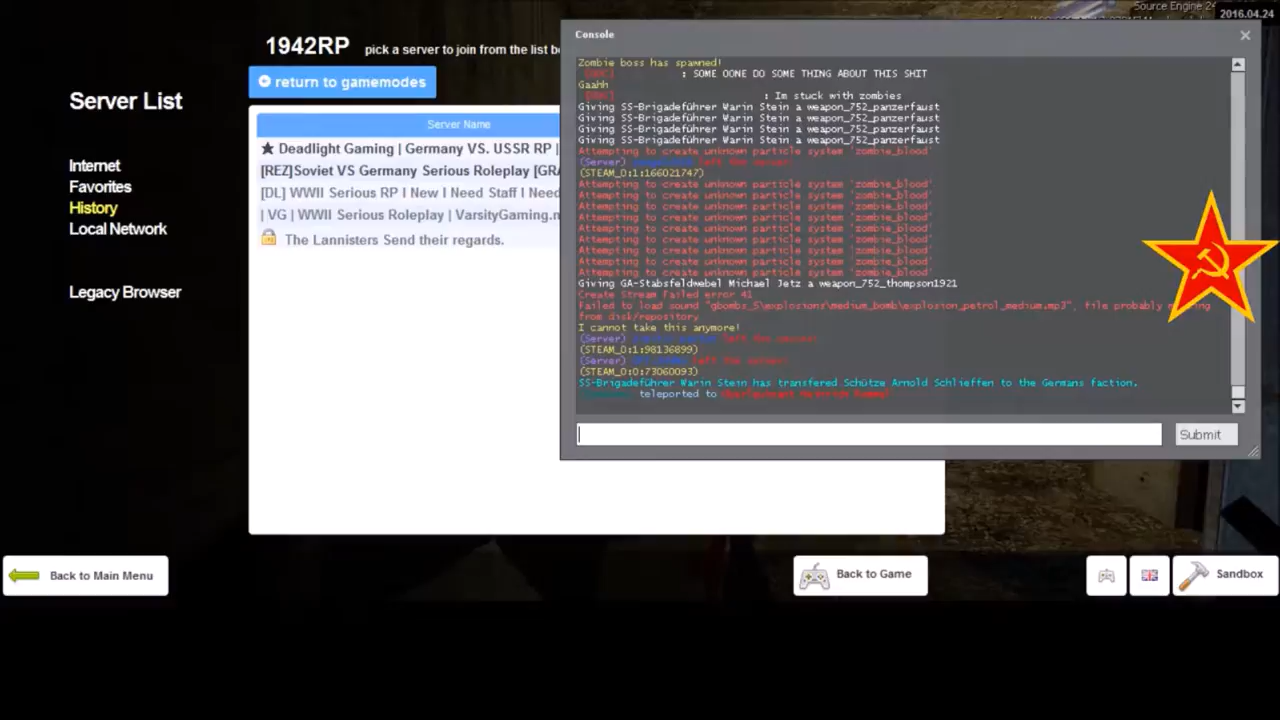 Source Engine 24
2016.04.24
1942RP pick a server to join from the list b
return to gamemodes
Server List
Internet
Favorites
History
Local Network
Legacy Browser
Server Name
Deadlight Gaming | Germany VS. USSR RP |
[REZ]Soviet VS Germany Serious Roleplay [GR
[DL] WWII Serious RP I New I Need Staff I Need
| VG | WWII Serious Roleplay | VarsityGaming.n
The Lannisters Send their regards.
Console
Zombie boss has spawned!
: SOME OONE DO SOME THING ABOUT THIS SHIT
Gaahh
: Im stuck with zombies
Giving SS-Brigadeführer Warin Stein a weapon_752_panzerfaust
Giving SS-Brigadeführer Warin Stein a weapon_752_panzerfaust
Giving SS-Brigadeführer Warin Stein a weapon_752_panzerfaust
Giving SS-Brigadeführer Warin Stein a weapon_752_panzerfaust
Attempting to create unknown particle system 'zombie_blood'
(Server) left the server!
(STEAM_0:1:166021747)
Attempting to create unknown particle system 'zombie_blood'
Attempting to create unknown particle system 'zombie_blood'
Attempting to create unknown particle system 'zombie_blood'
Attempting to create unknown particle system 'zombie_blood'
Attempting to create unknown particle system 'zombie_blood'
Attempting to create unknown particle system 'zombie_blood'
Attempting to create unknown particle system 'zombie_blood'
Attempting to create unknown particle system 'zombie_blood'
Attempting to create unknown particle system 'zombie_blood'
Giving GA-Stabsfeldwebel Michael Jetz a weapon_752_thompson1921
Create Stream Failed error 41
Failed to load sound "gbombs_5\explosions\medium_bomb\explosion_petrol_medium.mp3", file probably
from disk/repository
I cannot take this anymore!
(Server) left the server!
(STEAM_0:1:98136899)
(Server) left the server!
(STEAM_0:0:73060093)
SS-Brigadeführer Warin Stein has transfered Schütze Arnold Schlieffen to the Germans faction.
teleported to
Submit
Back to Main Menu
Back to Game
Sandbox